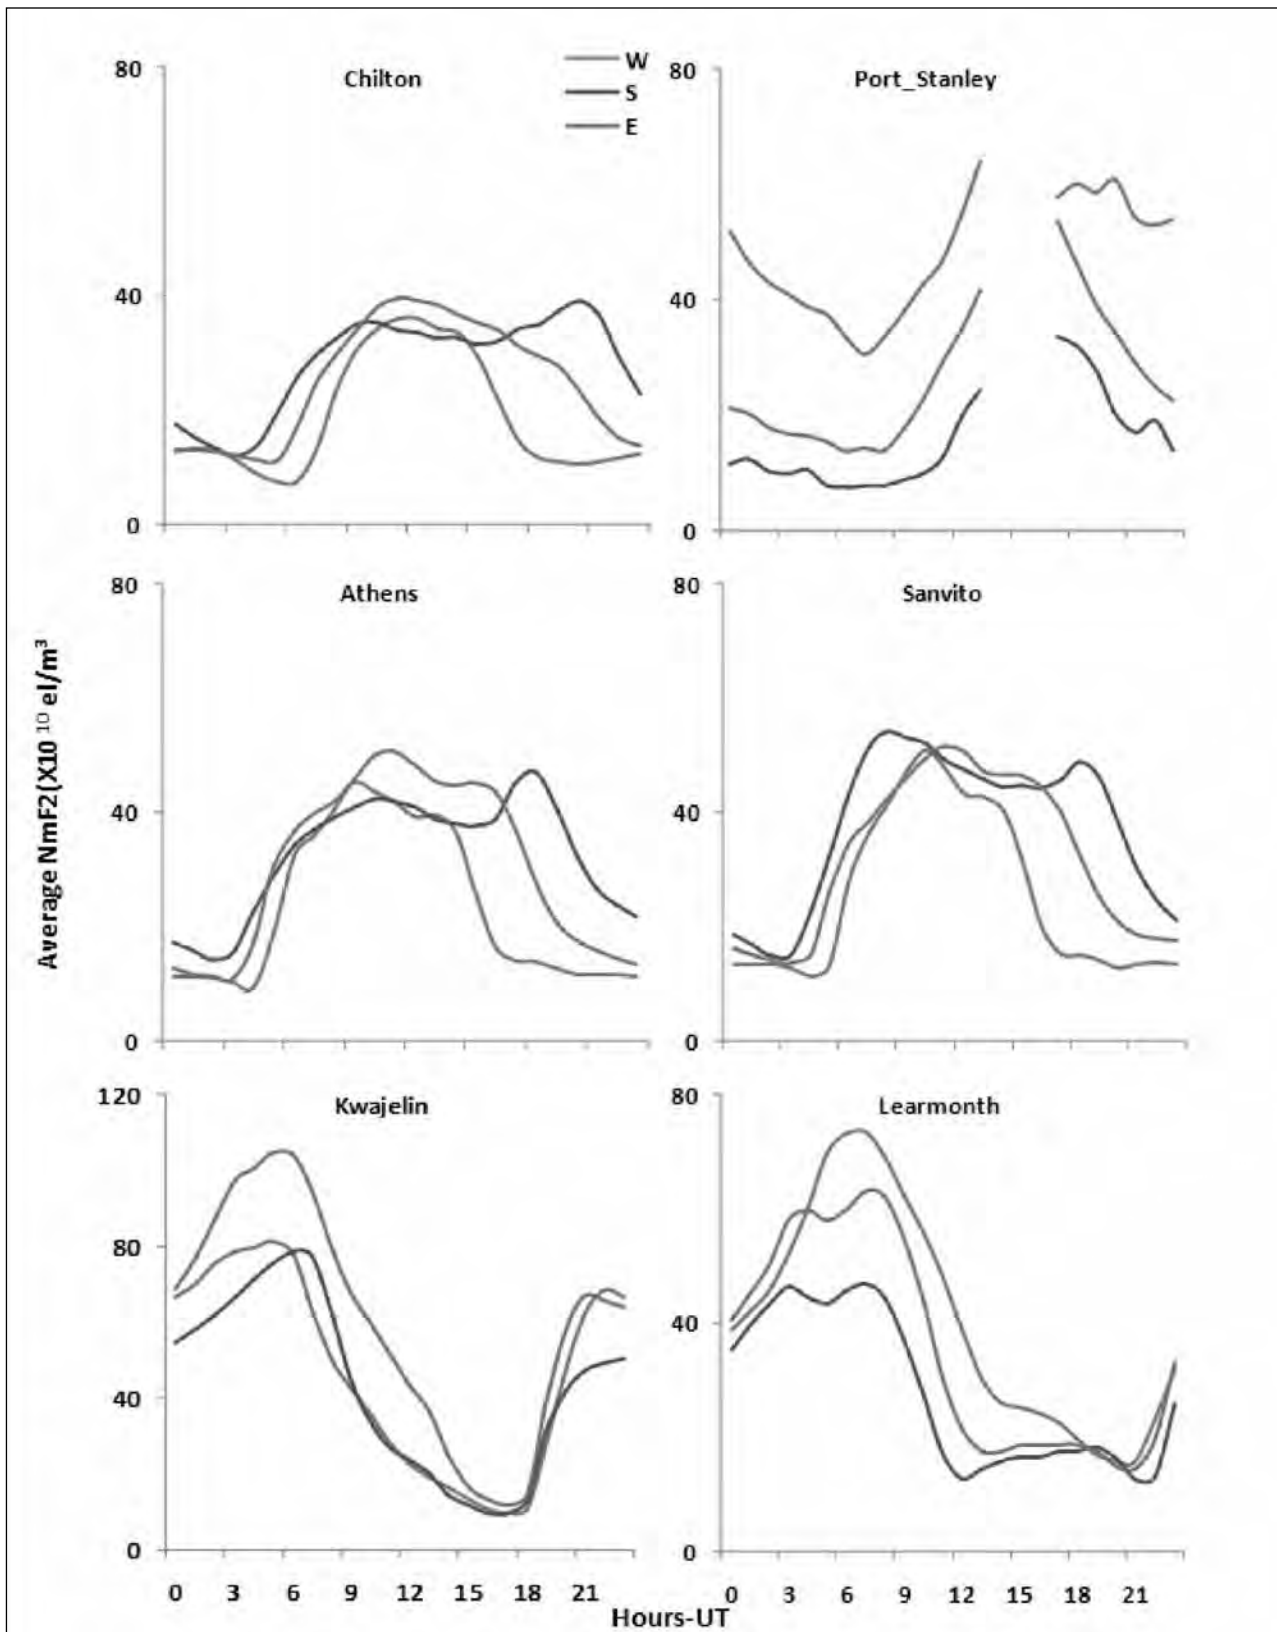 80 Chilton W 80 Port_Stanley
S
E
40 40
0 0
80 Athens 80 Sanvito
40 40
0 0
Average NmF2(X10 10 el/m3
120 Kwajelin 80 Learmonth
80
40 40
0 0
0 3 6 9 12 15 18 21 0 3 6 9 12 15 18 21
Hours-UT